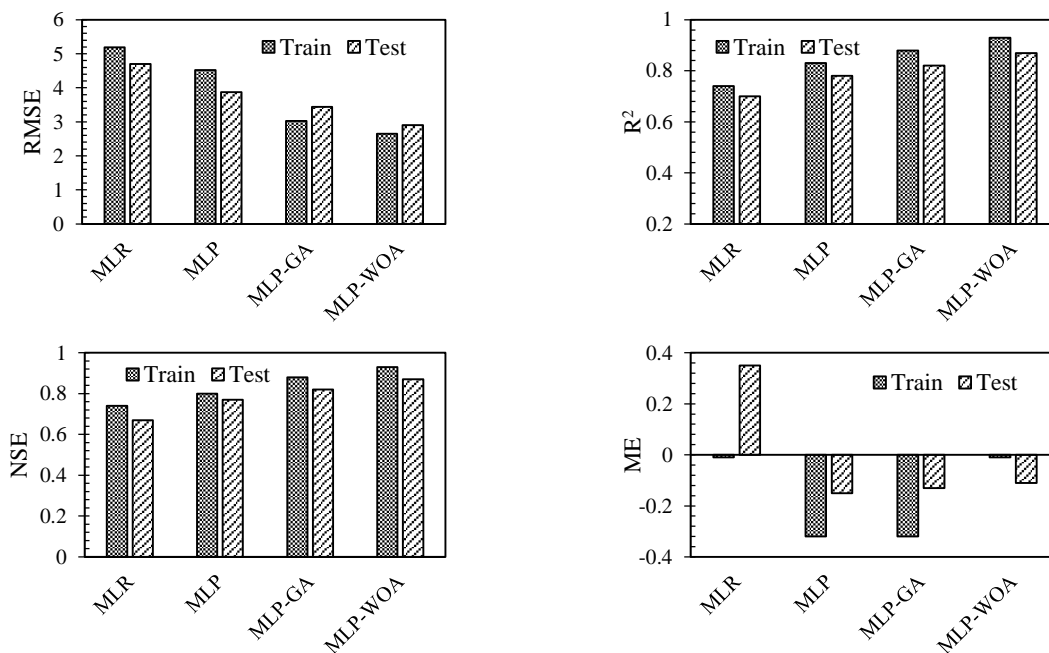 RMSE
6
5
4
3
2
1
0
Train
Test
MLR
MLP
MLP-GA
MLP-WOA
R²
1
0.8
0.6
0.4
0.2
Train
Test
MLR
MLP
MLP-GA
MLP-WOA
NSE
1
0.8
0.6
0.4
0.2
0
Train
Test
MLR
MLP
MLP-GA
MLP-WOA
ME
0.4
0.2
0
-0.2
-0.4
Train
Test
MLR
MLP
MLP-GA
MLP-WOA